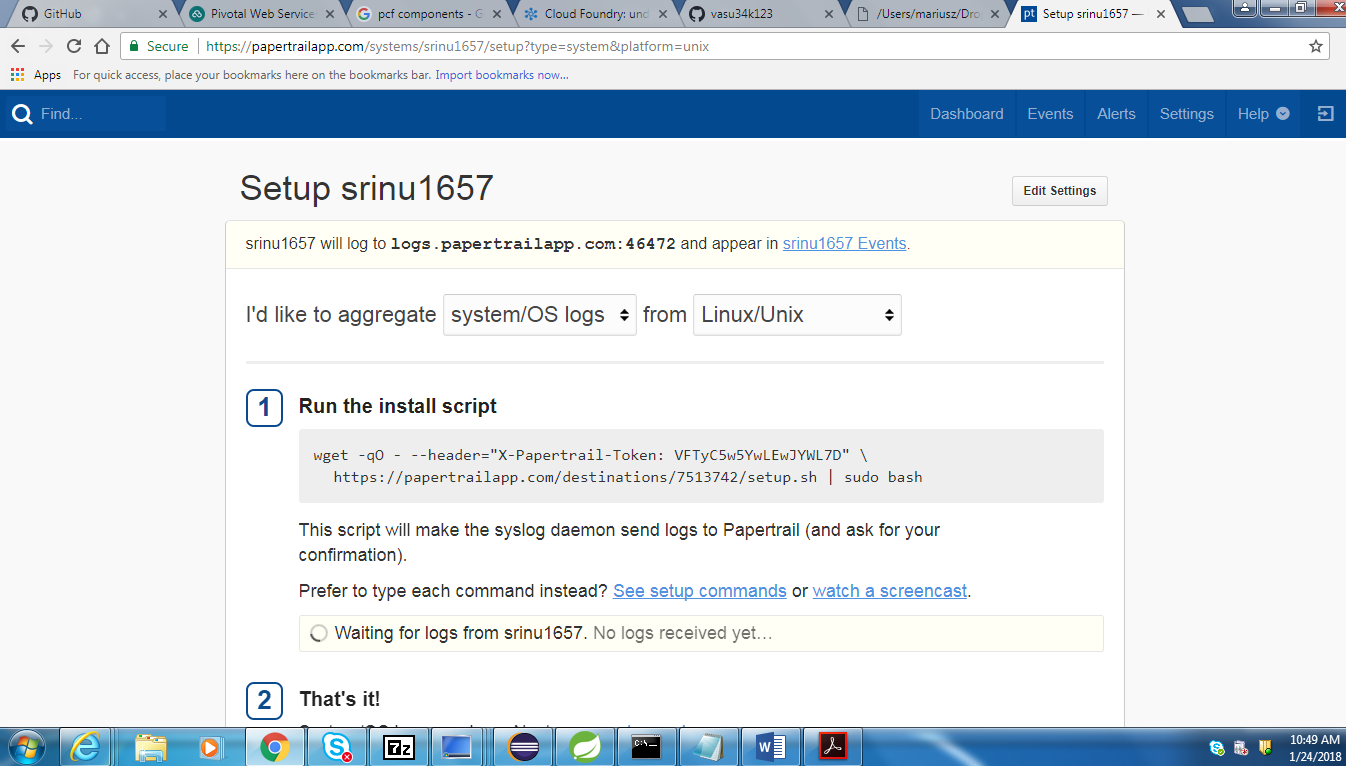 GitHub
Pivotal Web Service
pcf components - G
Cloud Foundry: und
vasu34k123
/Users/mariusz/Dro
Setup srinu1657 —
Secure https://papertrailapp.com/systems/srinu1657/setup?type=system&platform=unix
Apps For quick access, place your bookmarks here on the bookmarks bar. Import bookmarks now...
Find... Dashboard Events Alerts Settings Help
Setup srinu1657
Edit Settings
srinu1657 will log to logs.papertrailapp.com:46472 and appear in srinu1657 Events.
I'd like to aggregate system/OS logs from Linux/Unix
1 Run the install script
wget -qO - --header="X-Papertrail-Token: VFTyC5w5YwLEwJYWL7D" \
https://papertrailapp.com/destinations/7513742/setup.sh | sudo bash
This script will make the syslog daemon send logs to Papertrail (and ask for your
confirmation).
Prefer to type each command instead? See setup commands or watch a screencast.
Waiting for logs from srinu1657. No logs received yet…
2 That's it!
10:49 AM
1/24/2018